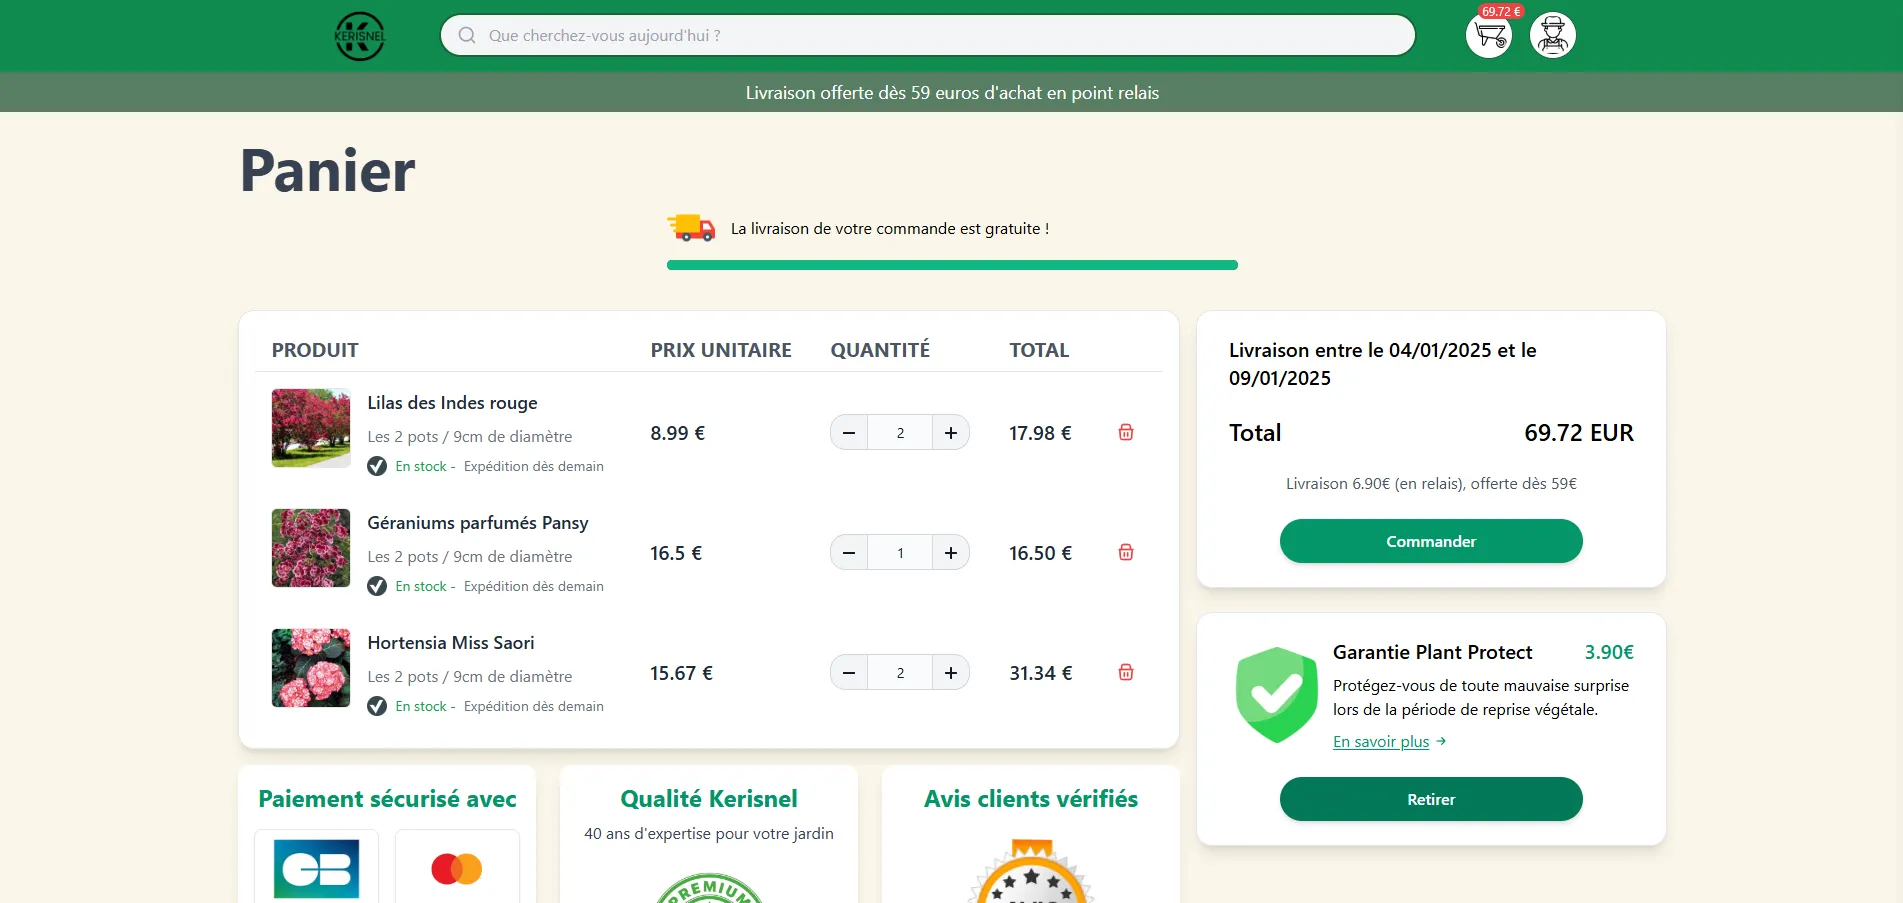 KERISNEL
Que cherchez-vous aujourd'hui ?
69.72 €
Livraison offerte dès 59 euros d'achat en point relais
Panier
La livraison de votre commande est gratuite !
PRODUIT PRIX UNITAIRE QUANTITÉ TOTAL
Lilas des Indes rouge
Les 2 pots / 9cm de diamètre
En stock - Expédition dès demain
8.99 € 2 17.98 €
Géraniums parfumés Pansy
Les 2 pots / 9cm de diamètre
En stock - Expédition dès demain
16.5 € 1 16.50 €
Hortensia Miss Saori
Les 2 pots / 9cm de diamètre
En stock - Expédition dès demain
15.67 € 2 31.34 €
Livraison entre le 04/01/2025 et le
09/01/2025
Total 69.72 EUR
Livraison 6.90€ (en relais), offerte dès 59€
Commander
Garantie Plant Protect 3.90€
Protégez-vous de toute mauvaise surprise
lors de la période de reprise végétale.
En savoir plus →
Retirer
Paiement sécurisé avec
CB
Qualité Kerisnel
40 ans d'expertise pour votre jardin
PREMIUM
Avis clients vérifiés